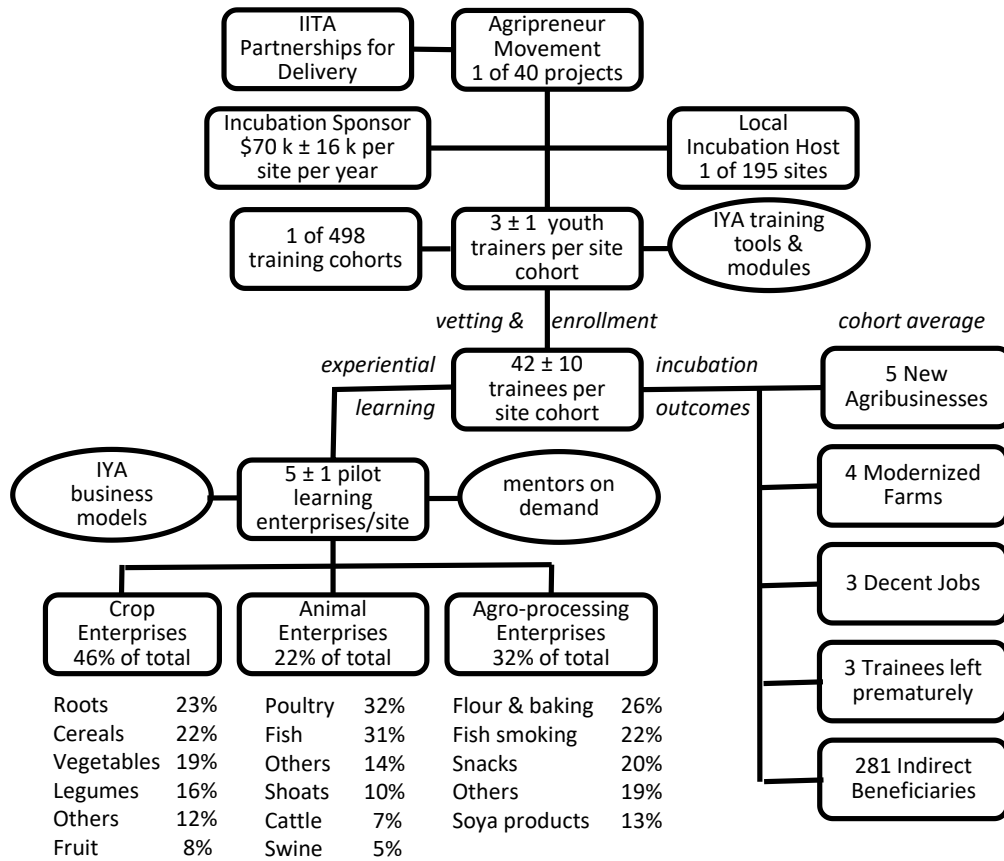 IITA
Partnerships for
Delivery
Agripreneur
Movement
1 of 40 projects
Incubation Sponsor
$70 k ± 16 k per
site per year
Local
Incubation Host
1 of 195 sites
1 of 498
training cohorts
3 ± 1 youth
trainers per site
cohort
IYA training
tools &
modules
vetting & enrollment
cohort average
experiential
learning
42 ± 10
trainees per
site cohort
incubation
outcomes
5 New
Agribusinesses
4 Modernized
Farms
3 Decent Jobs
3 Trainees left
prematurely
281 Indirect
Beneficiaries
IYA
business
models
5 ± 1 pilot
learning
enterprises/site
mentors on
demand
Crop
Enterprises
46% of total
Animal
Enterprises
22% of total
Agro-processing
Enterprises
32% of total
Roots 23%
Cereals 22%
Vegetables 19%
Legumes 16%
Others 12%
Fruit 8%
Poultry 32%
Fish 31%
Others 14%
Shoats 10%
Cattle 7%
Swine 5%
Flour & baking 26%
Fish smoking 22%
Snacks 20%
Others 19%
Soya products 13%